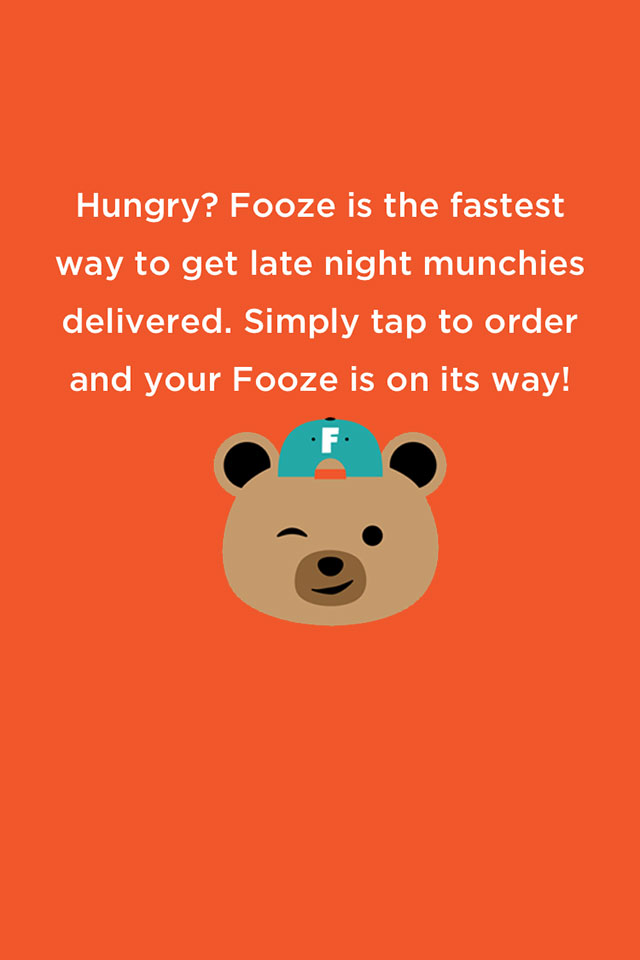 Hungry? Fooze is the fastest
way to get late night munchies
delivered. Simply tap to order
and your Fooze is on its way!
F